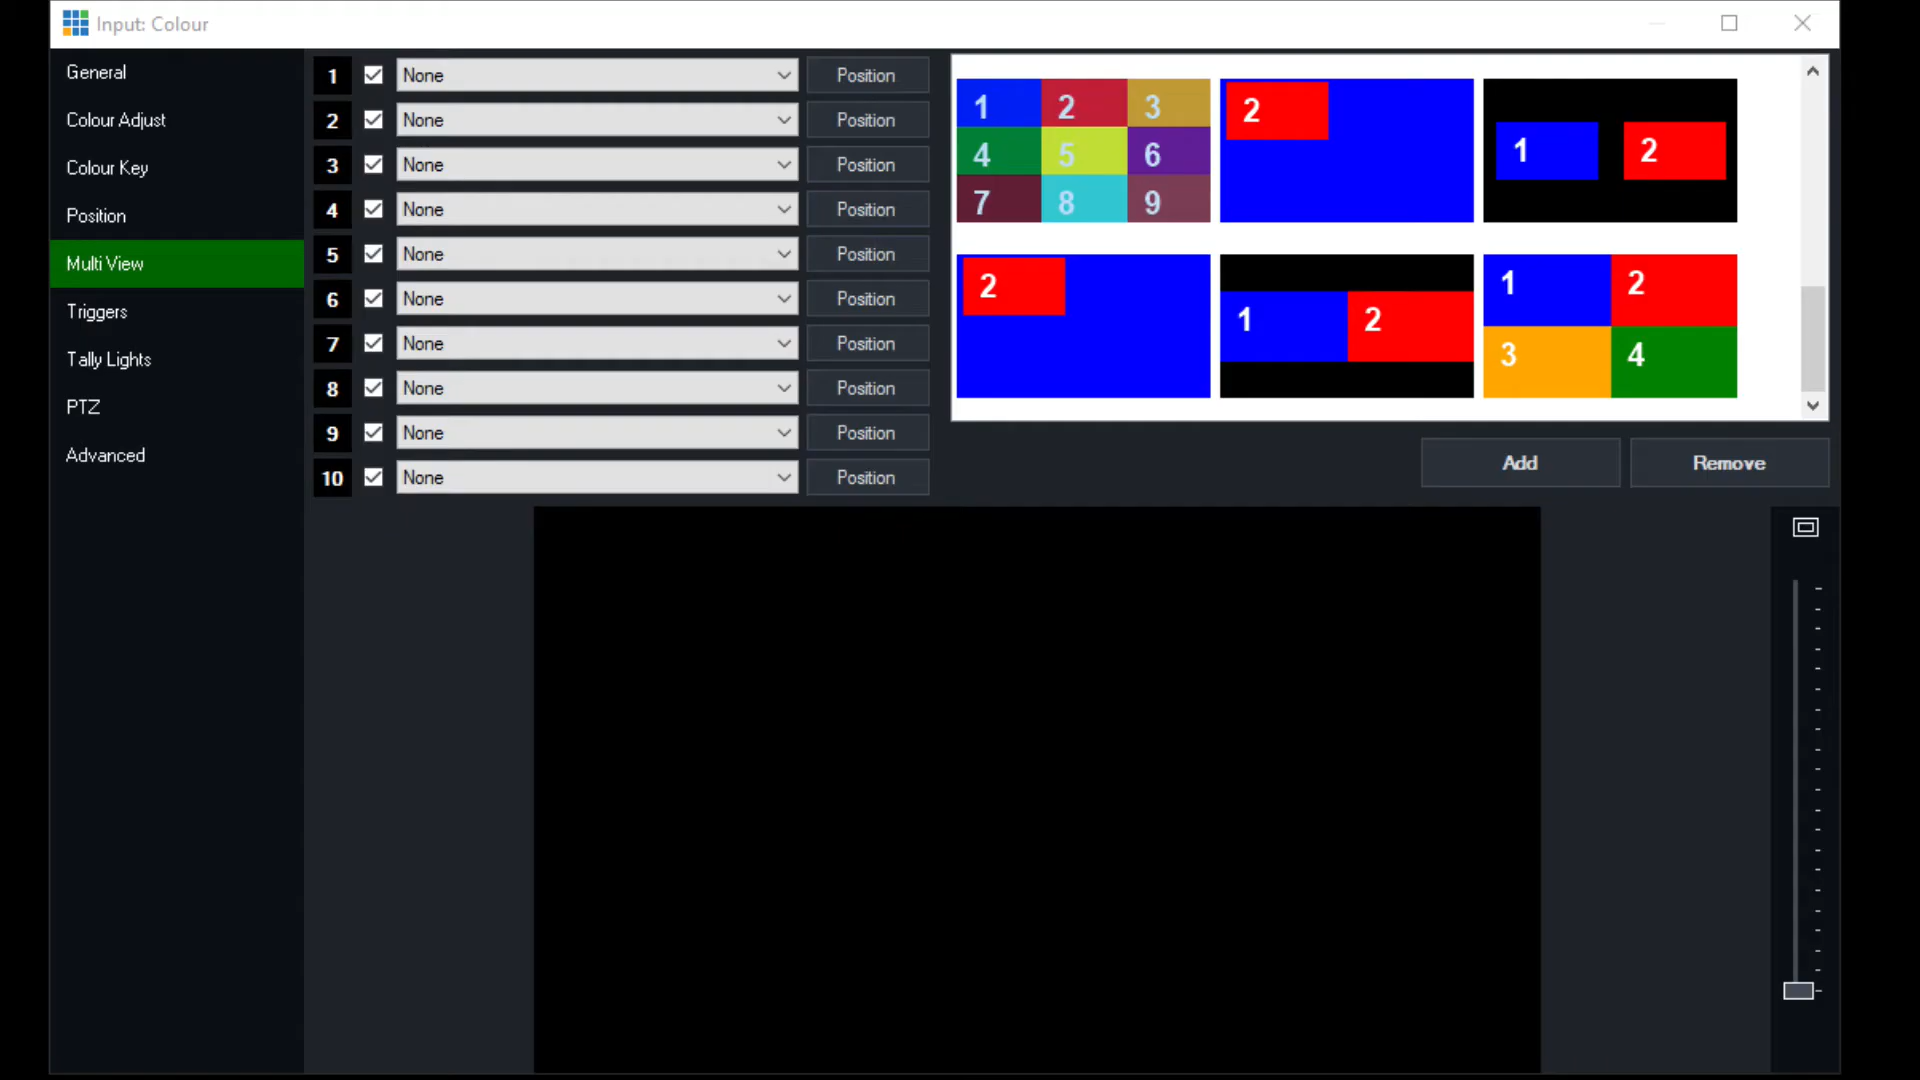 Input: Colour
General
Colour Adjust
Colour Key
Position
Multi View
Triggers
Tally Lights
PTZ
Advanced
1 None Position
2 None Position
3 None Position
4 None Position
5 None Position
6 None Position
7 None Position
8 None Position
9 None Position
10 None Position
1 2 3
4 5 6
7 8 9
2
1 2
2
1 2
1 2
3 4
Add Remove